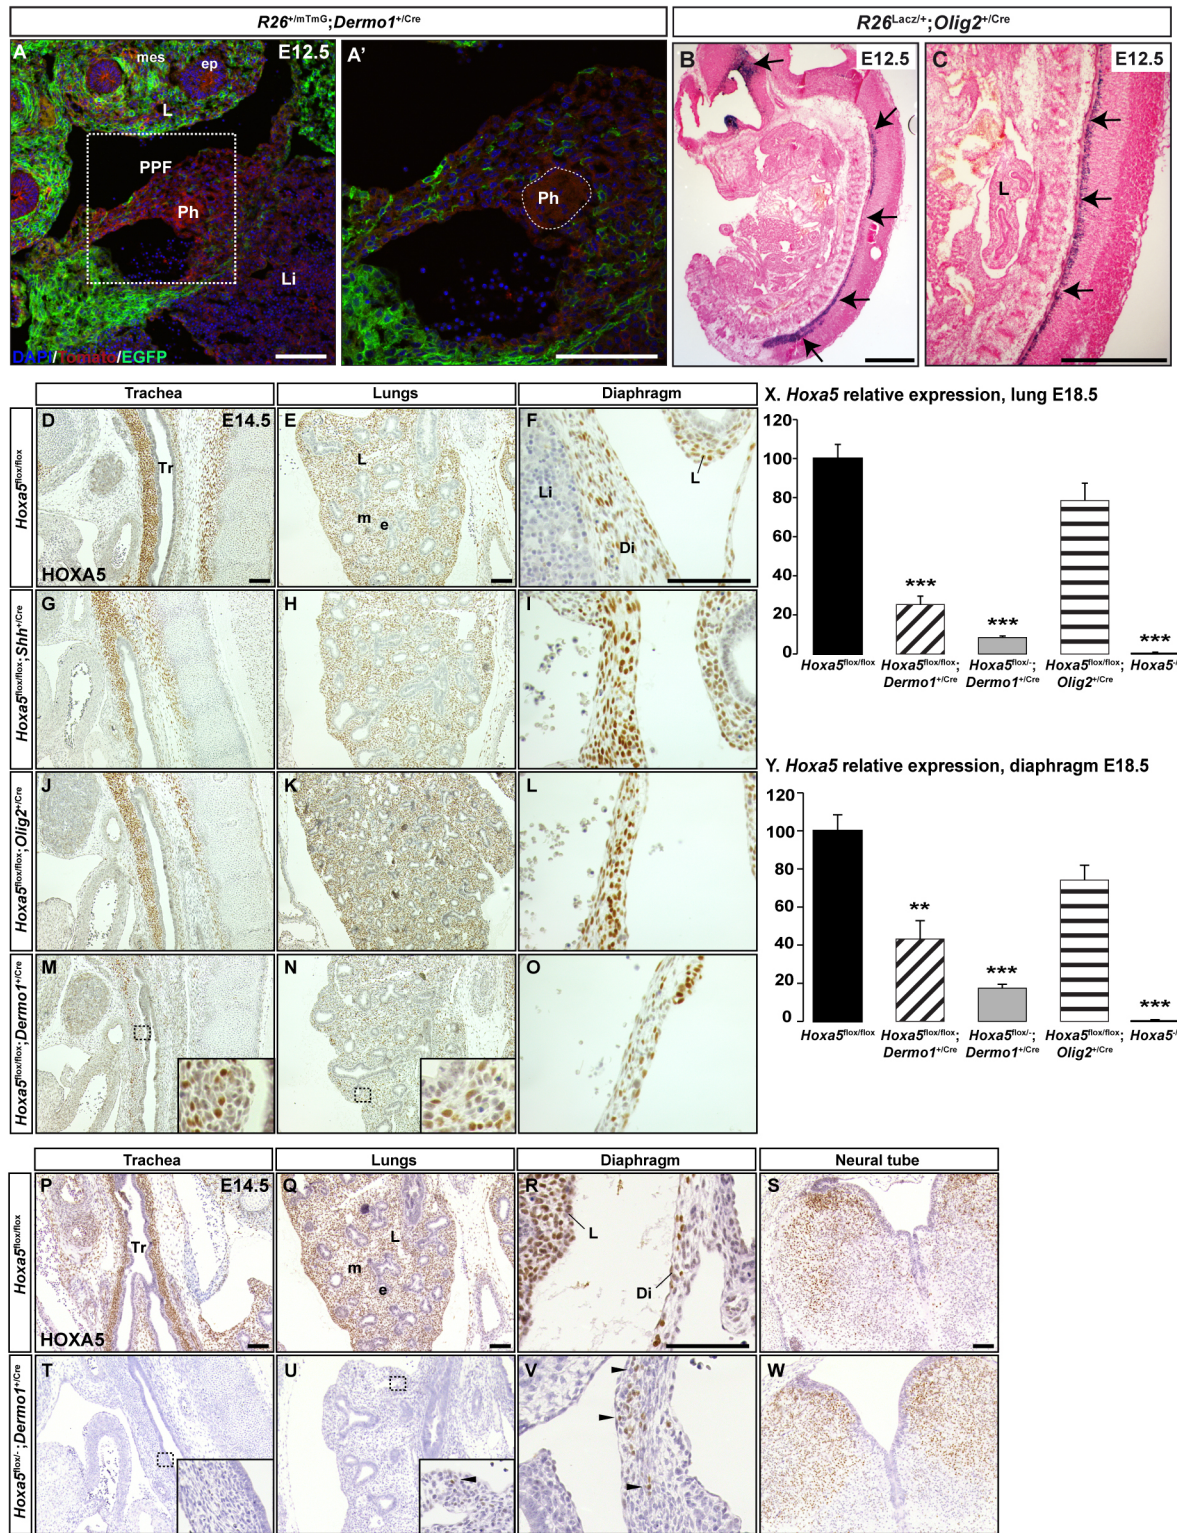 R26+/mTmG;Dermo1+/Cre
R26Lacz/+;Olig2+/Cre
A
mes
ep
E12.5
L
PPF
Ph
Li
DAPI/Tomato/EGFP
A'
Ph
B
E12.5
C
E12.5
L
Trachea
Lungs
Diaphragm
Hoxa5flox/flox
D
E14.5
Tr
HOXA5
E
L
m
e
F
L
Li
Di
Hoxa5flox/flox;Shh+/Cre
G
H
I
Hoxa5flox/flox;Olig2+/Cre
J
K
L
Hoxa5flox/flox;Dermo1+/Cre
M
N
O
X. Hoxa5 relative expression, lung E18.5
120
100
80
60
40
20
0
***
***
***
Hoxa5flox/flox
Hoxa5flox/flox;
Dermo1+/Cre
Hoxa5flox/-;
Dermo1+/Cre
Hoxa5flox/flox;
Olig2+/Cre
Hoxa5-/
Y. Hoxa5 relative expression, diaphragm E18.5
120
100
80
60
40
20
0
**
***
***
Hoxa5flox/flox
Hoxa5flox/flox;
Dermo1+/Cre
Hoxa5flox/-;
Dermo1+/Cre
Hoxa5flox/flox;
Olig2+/Cre
Hoxa5-/
Trachea
Lungs
Diaphragm
Neural tube
Hoxa5flox/flox
P
E14.5
Tr
HOXA5
Q
L
m
e
R
L
Di
S
Hoxa5flox/-;Dermo1+/Cre
T
U
V
W